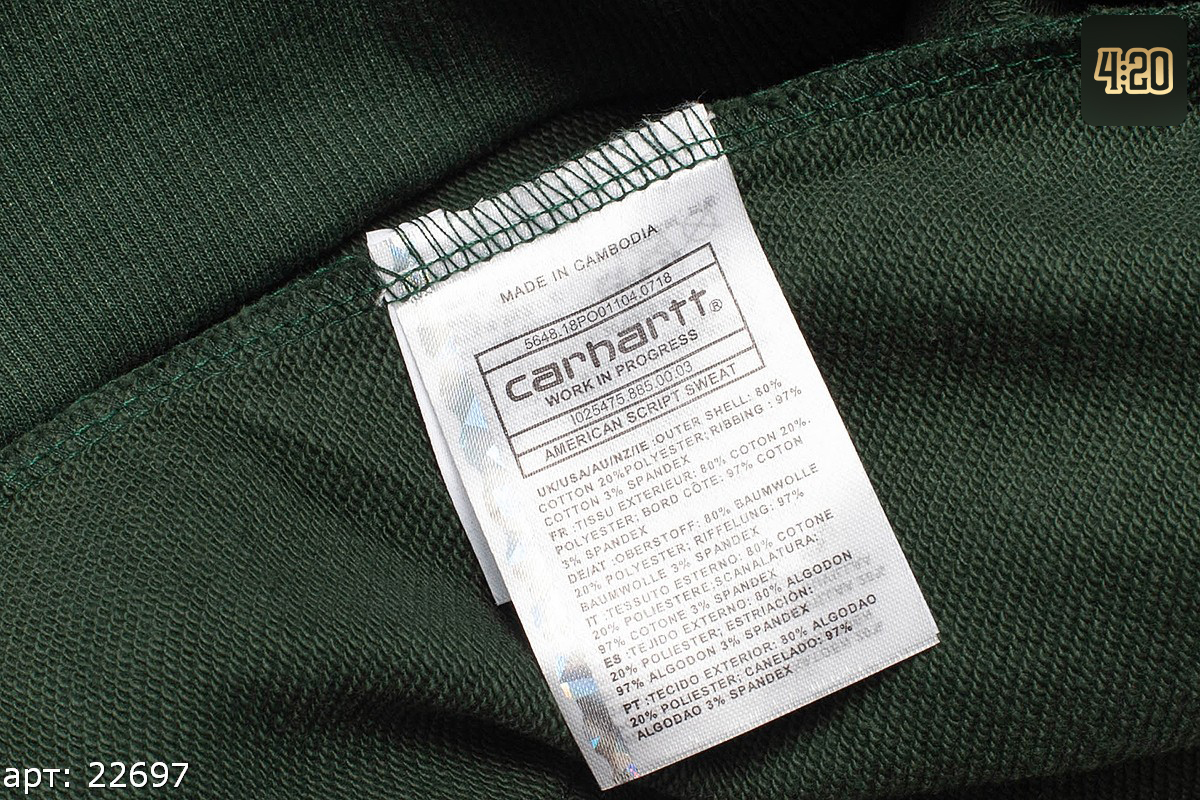 4:20
MADE IN CAMBODIA
5648.18PO01104.0718
carhartt®
WORK IN PROGRESS
I025475.885.00.03
AMERICAN SCRIPT SWEAT
UK/USA/AU/NZ/IE :OUTER SHELL: 80%
COTTON 20%POLYESTER; RIBBING : 97%
COTTON 3% SPANDEX
FR :TISSU EXTERIEUR: 80% COTON 20%.
POLYESTER; BORD CÔTE: 97% COTON
3% SPANDEX
DE/AT :OBERSTOFF: 80% BAUMWOLLE
20% POLYESTER; RIFFELUNG: 97%
BAUMWOLLE 3% SPANDEX
IT :TESSUTO ESTERNO: 80% COTONE
20% POLIESTERE;SCANALATURA:
97% COTONE 3% SPANDEX
ES :TEJIDO EXTERNO: 80% ALGODON
20% POLIESTER; ESTRIACIÓN:
97% ALGODON 3% SPANDEX
PT :TECIDO EXTERIOR: 80% ALGODAO
20% POLIESTER; CANELADO: 97%
ALGODAO 3% SPANDEX
арт: 22697